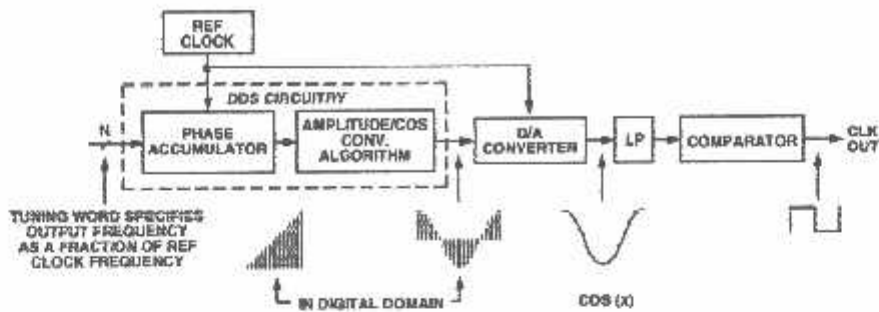 REF
CLOCK
DDS CIRCUITRY
N
PHASE
ACCUMULATOR
AMPLITUDE/COS
CONV.
ALGORITHM
D/A
CONVERTER
LP
COMPARATOR
CLK
OUT
TUNING WORD SPECIFIES
OUTPUT FREQUENCY
AS A FRACTION OF REF
CLOCK FREQUENCY
IN DIGITAL DOMAIN
COS (x)